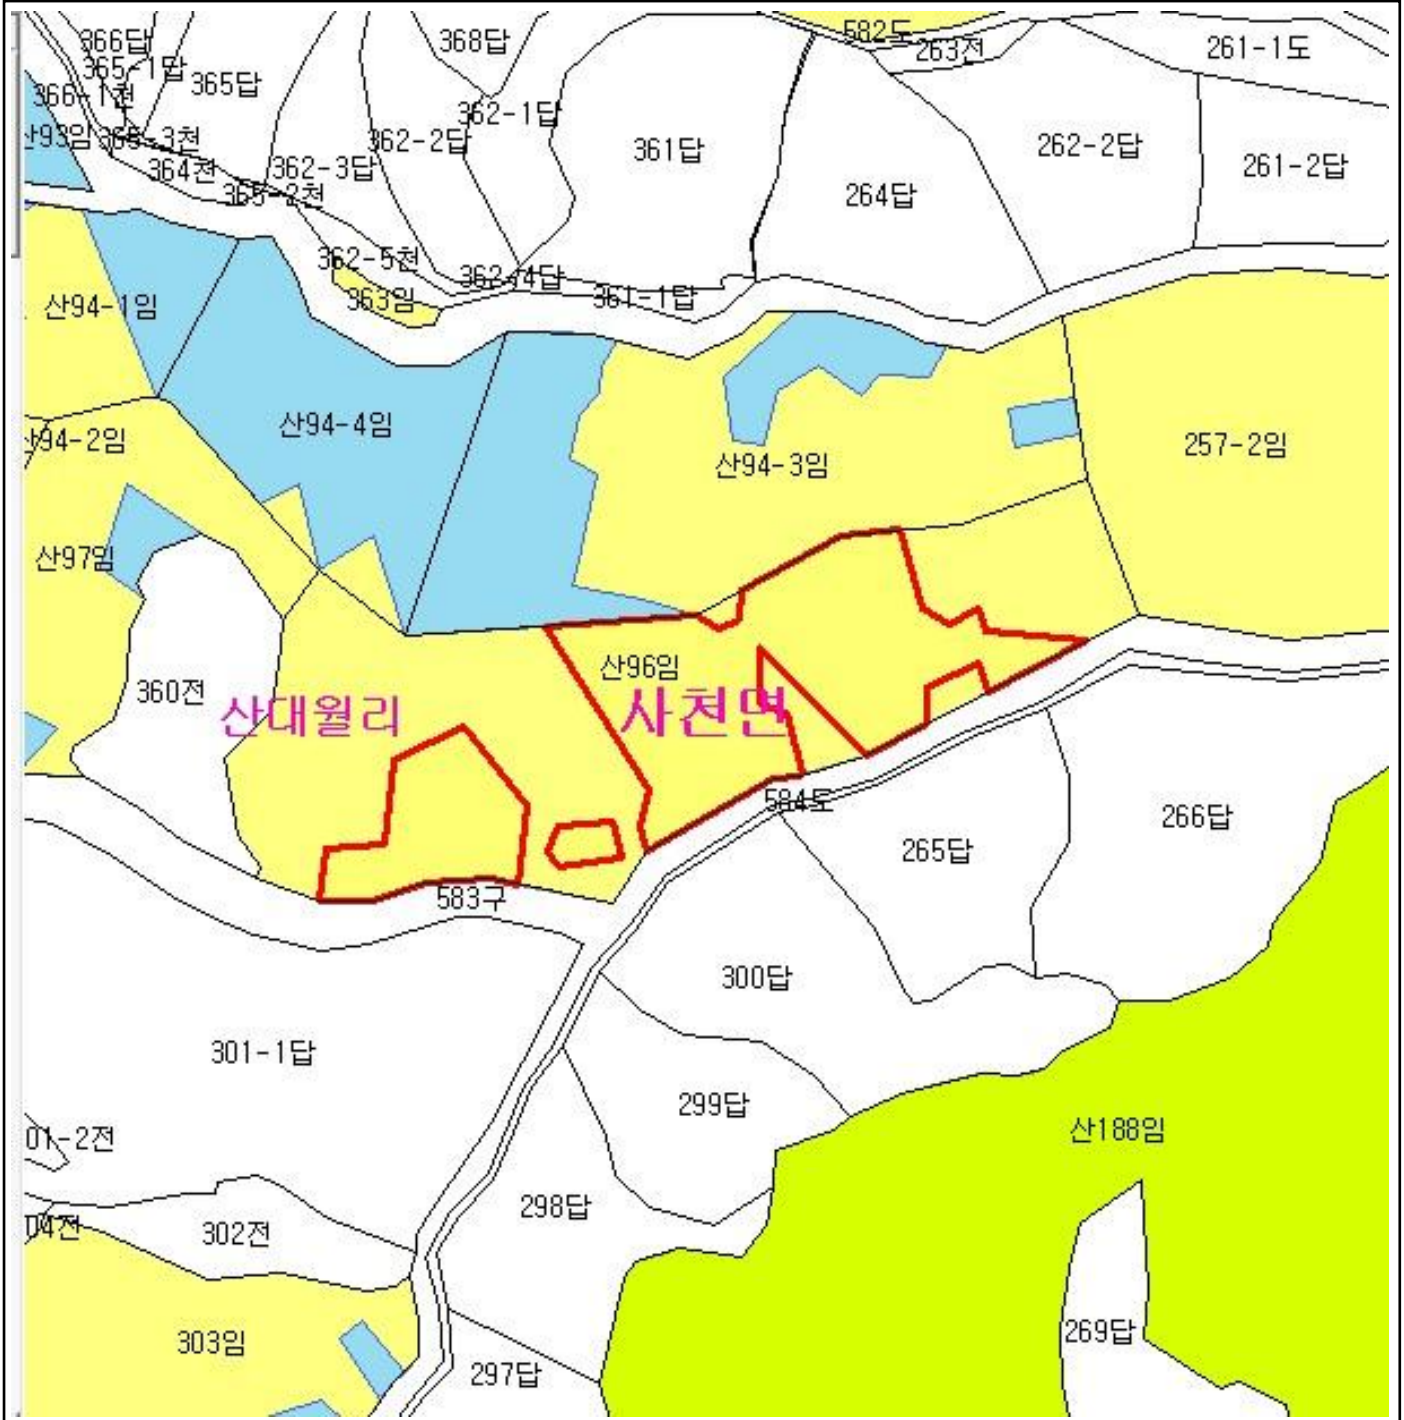 366답
368답
582도
263전
261-1도
365-1답
365답
366-1천
362-1답
산93임
365-3천
362-2답
361답
262-2답
261-2답
364천
362-3답
365-2천
264답
362-5천
362-4답
363임
361-1답
산94-1임
산94-4임
산94-2임
산94-3임
257-2임
산97임
산96임
360전
산대월리
사천면
584도
266답
265답
583구
300답
301-1답
299답
산188임
01-2전
298답
04전
302전
303임
269답
297답